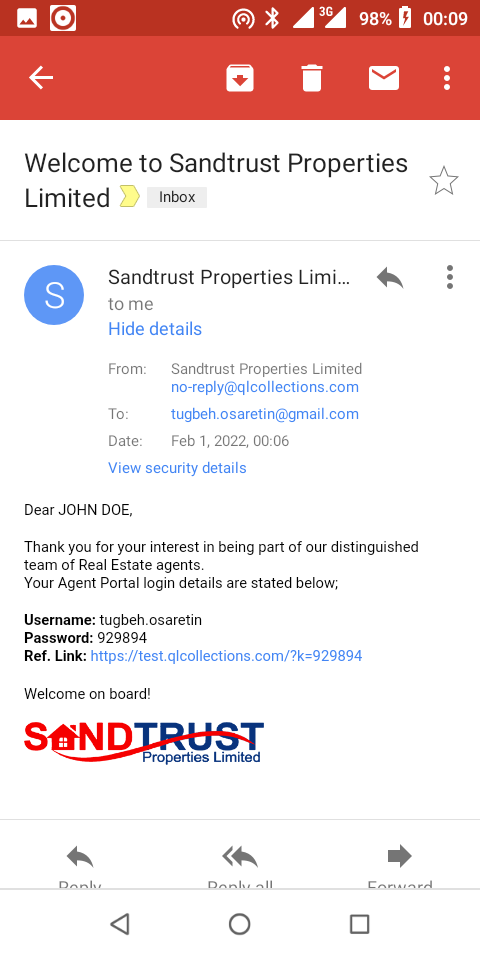 3G 98% 00:09
Welcome to Sandtrust Properties
Limited Inbox
S
Sandtrust Properties Limi...
to me
Hide details
From: Sandtrust Properties Limited
no-reply@qlcollections.com
To: tugbeh.osaretin@gmail.com
Date: Feb 1, 2022, 00:06
View security details
Dear JOHN DOE,
Thank you for your interest in being part of our distinguished
team of Real Estate agents.
Your Agent Portal login details are stated below;
Username: tugbeh.osaretin
Password: 929894
Ref. Link: https://test.qlcollections.com/?k=929894
Welcome on board!
SANDTRUST
Properties Limited
Reply Reply all Forward